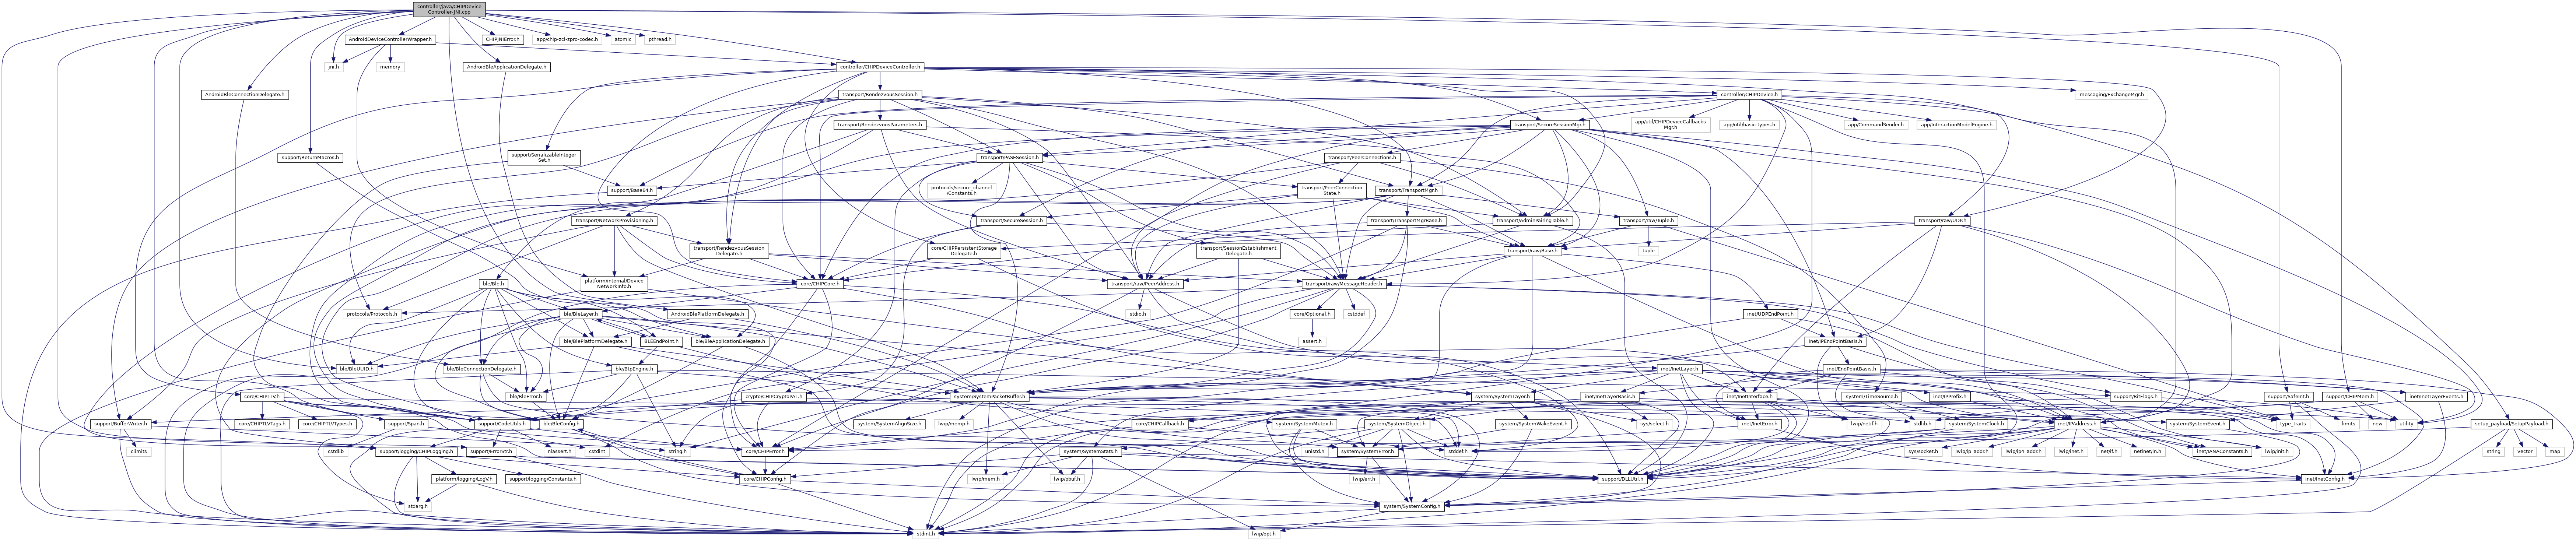 controller/java/CHIPDevice
Controller-JNI.cpp
AndroidDeviceControllerWrapper.h
CHIPJNIError.h
app/chip-zcl-zpro-codec.h
atomic
pthread.h
jni.h
memory
AndroidBleApplicationDelegate.h
controller/CHIPDeviceController.h
AndroidBleConnectionDelegate.h
transport/RendezvousSession.h
controller/CHIPDevice.h
messaging/ExchangeMgr.h
transport/RendezvousParameters.h
transport/SecureSessionMgr.h
app/util/CHIPDeviceCallbacks
Mgr.h
app/util/basic-types.h
app/CommandSender.h
app/InteractionModelEngine.h
support/ReturnMacros.h
support/SerializableInteger
Set.h
transport/PASESession.h
transport/PeerConnections.h
support/Base64.h
protocols/secure_channel
/Constants.h
transport/PeerConnection
State.h
transport/TransportMgr.h
transport/NetworkProvisioning.h
transport/SecureSession.h
transport/TransportMgrBase.h
transport/AdminPairingTable.h
transport/raw/Tuple.h
transport/raw/UDP.h
transport/RendezvousSession
Delegate.h
core/CHIPPersistentStorage
Delegate.h
transport/SessionEstablishment
Delegate.h
transport/raw/Base.h
tuple
ble/Ble.h
platform/internal/Device
NetworkInfo.h
core/CHIPCore.h
transport/raw/PeerAddress.h
transport/raw/MessageHeader.h
protocols/Protocols.h
ble/BleLayer.h
AndroidBlePlatformDelegate.h
stdio.h
core/Optional.h
cstddef
inet/UDPEndPoint.h
ble/BlePlatformDelegate.h
BLEEndPoint.h
ble/BleApplicationDelegate.h
assert.h
inet/IPEndPointBasis.h
ble/BleUUID.h
ble/BleConnectionDelegate.h
ble/BtpEngine.h
inet/InetLayer.h
inet/EndPointBasis.h
core/CHIPTLV.h
ble/BleError.h
crypto/CHIPCryptoPAL.h
system/SystemPacketBuffer.h
system/SystemLayer.h
inet/InetLayerBasis.h
inet/InetInterface.h
system/TimeSource.h
inet/IPPrefix.h
support/BitFlags.h
support/SafeInt.h
support/CHIPMem.h
inet/InetLayerEvents.h
support/BufferWriter.h
core/CHIPTLVTags.h
core/CHIPTLVTypes.h
support/Span.h
support/CodeUtils.h
ble/BleConfig.h
system/SystemAlignSize.h
lwip/memp.h
core/CHIPCallback.h
system/SystemMutex.h
system/SystemObject.h
system/SystemWakeEvent.h
sys/select.h
inet/InetError.h
lwip/netif.h
stdlib.h
system/SystemClock.h
inet/IPAddress.h
system/SystemEvent.h
type_traits
limits
new
utility
setup_payload/SetupPayload.h
climits
cstdlib
support/logging/CHIPLogging.h
support/ErrorStr.h
nlassert.h
cstdint
string.h
core/CHIPError.h
system/SystemStats.h
unistd.h
system/SystemError.h
stddef.h
sys/socket.h
lwip/ip_addr.h
lwip/ip4_addr.h
lwip/inet.h
net/if.h
netinet/in.h
inet/IANAConstants.h
lwip/init.h
string
vector
map
platform/logging/LogV.h
support/logging/Constants.h
core/CHIPConfig.h
lwip/mem.h
lwip/pbuf.h
lwip/err.h
support/DLLUtil.h
inet/InetConfig.h
stdarg.h
system/SystemConfig.h
stdint.h
lwip/opt.h